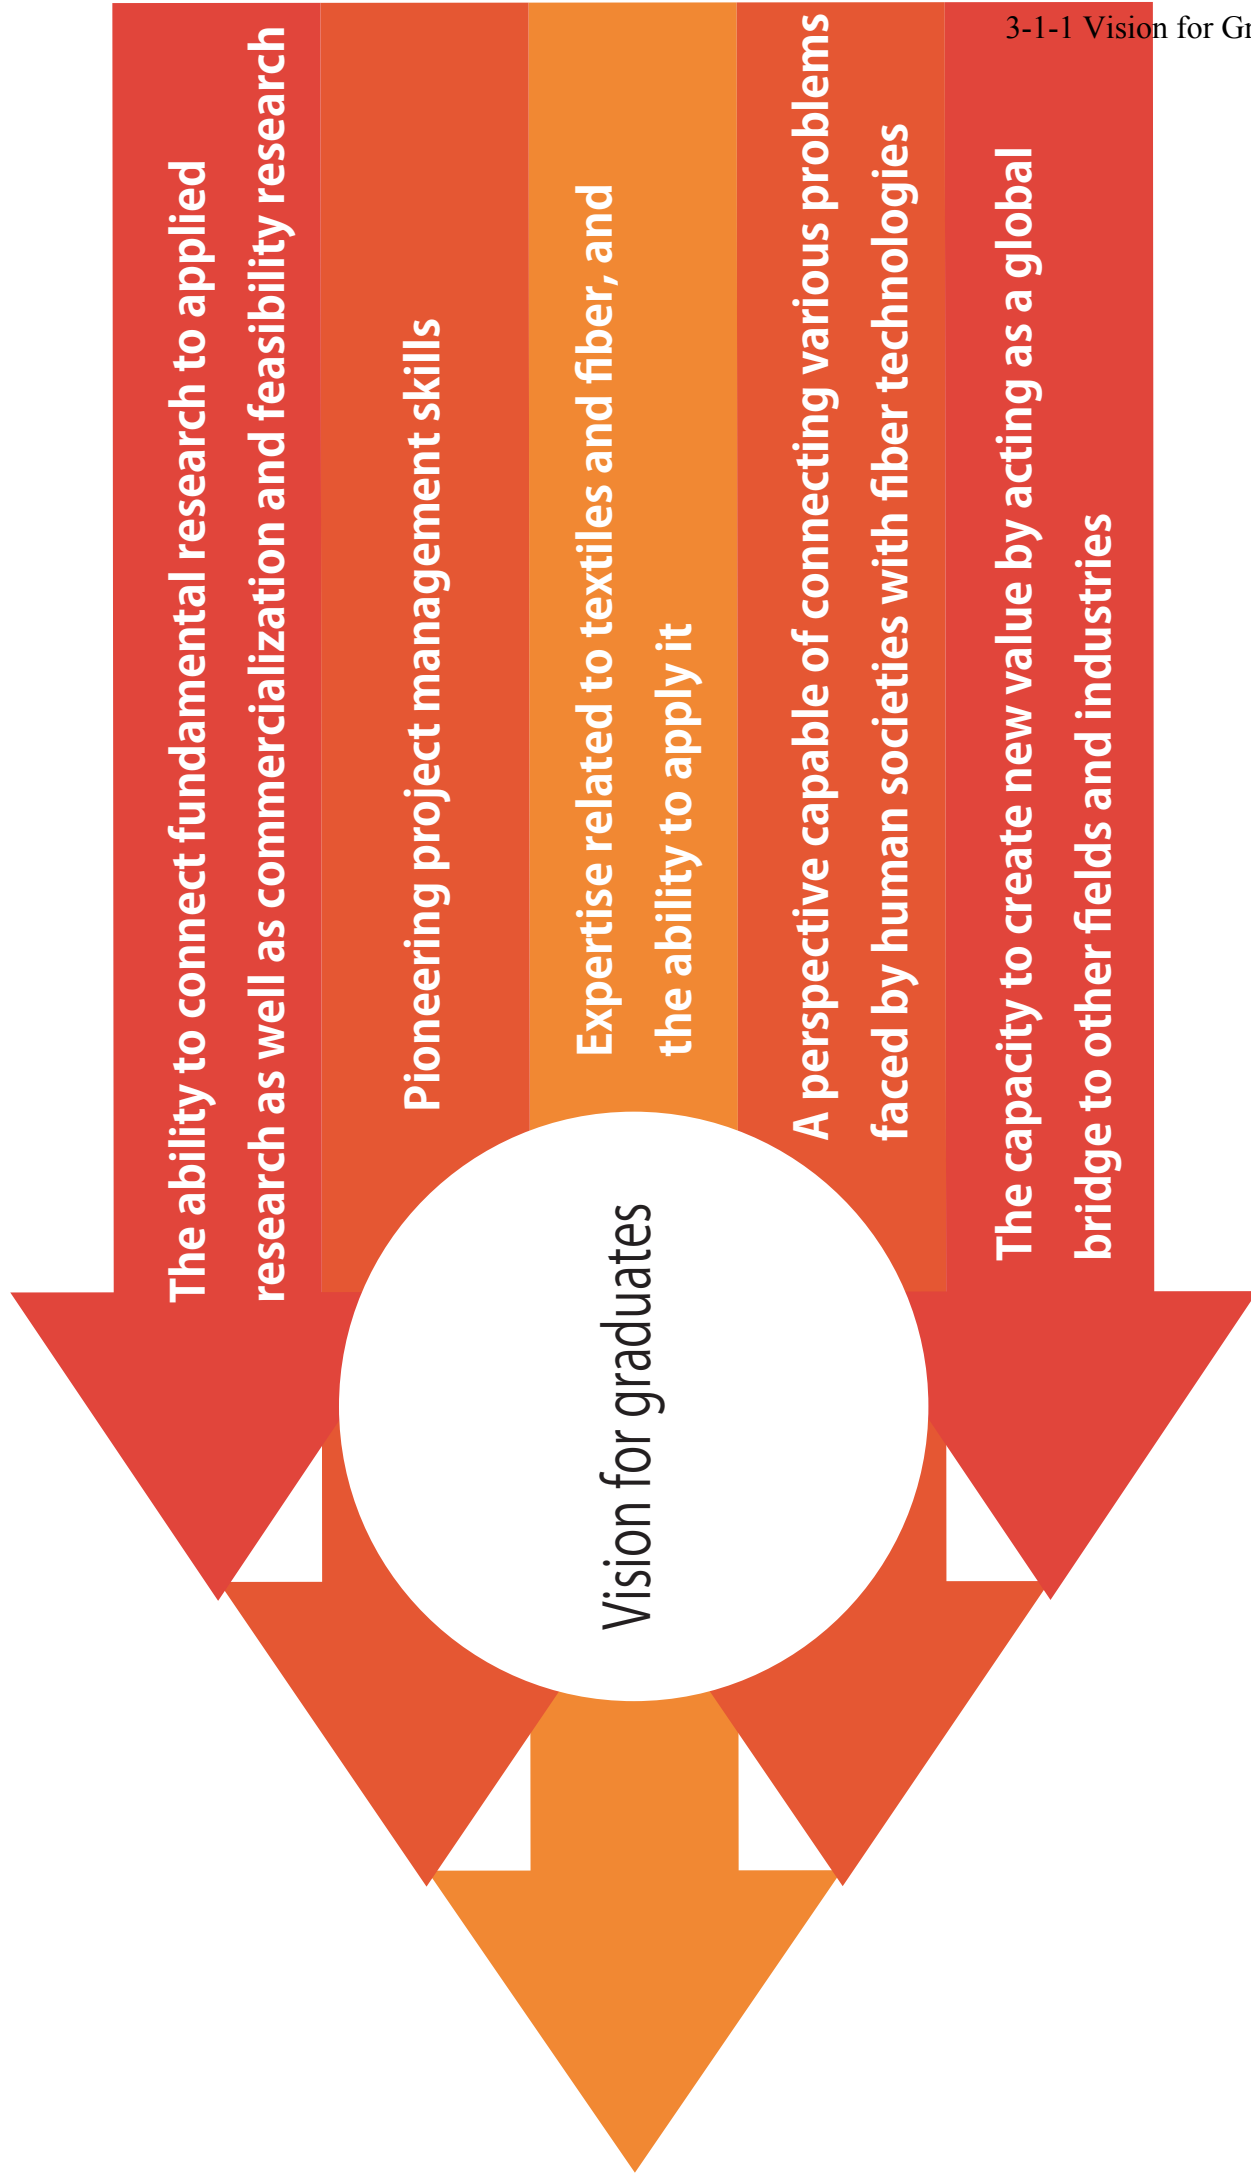 3-1-1 Vision for Gr
The ability to connect fundamental research to applied
research as well as commercialization and feasibility research
Pioneering project management skills
Expertise related to textiles and fiber, and
the ability to apply it
A perspective capable of connecting various problems
faced by human societies with fiber technologies
The capacity to create new value by acting as a global
bridge to other fields and industries
Vision for graduates